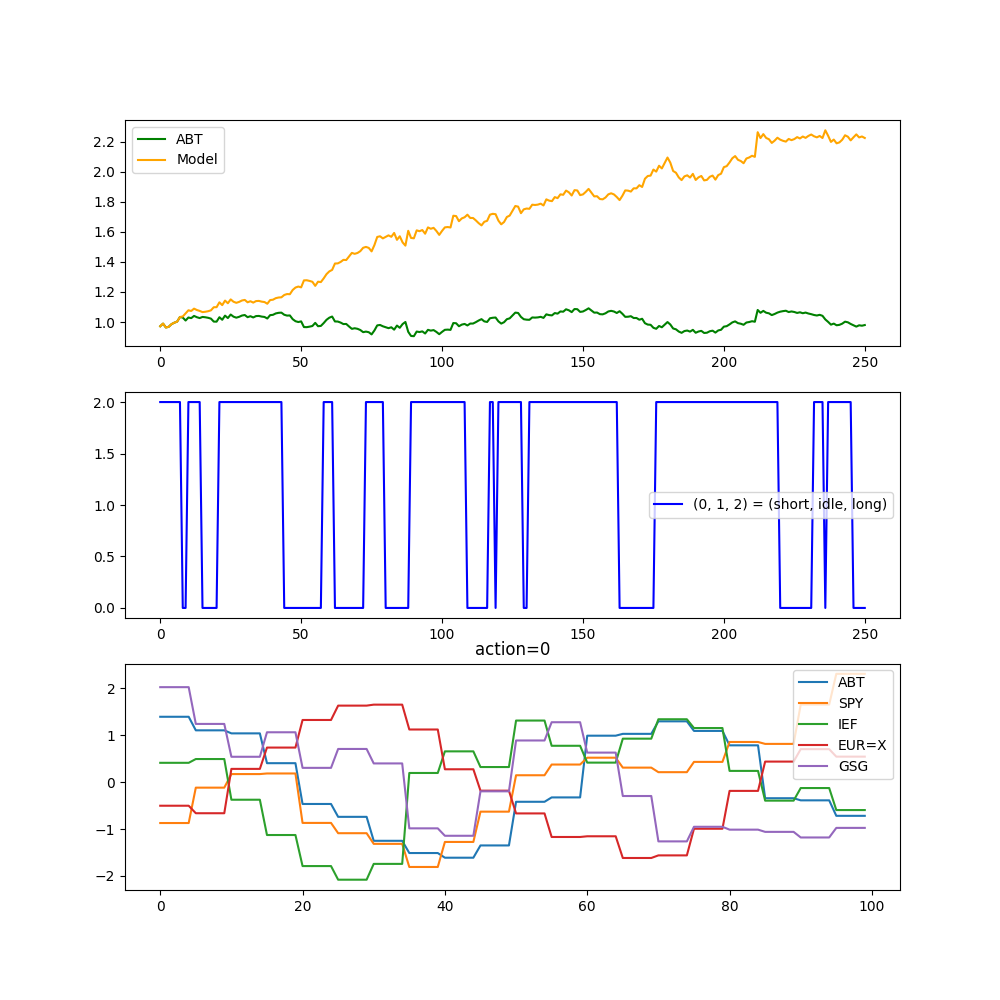 2.2
2.0
1.8
1.6
1.4
1.2
1.0
ABT
Model
0 50 100 150 200 250
2.0
1.5
1.0
0.5
0.0
(0, 1, 2) = (short, idle, long)
0 50 100 150 200 250
action=0
2
1
0
−1
−2
ABT
SPY
IEF
EUR=X
GSG
0 20 40 60 80 100